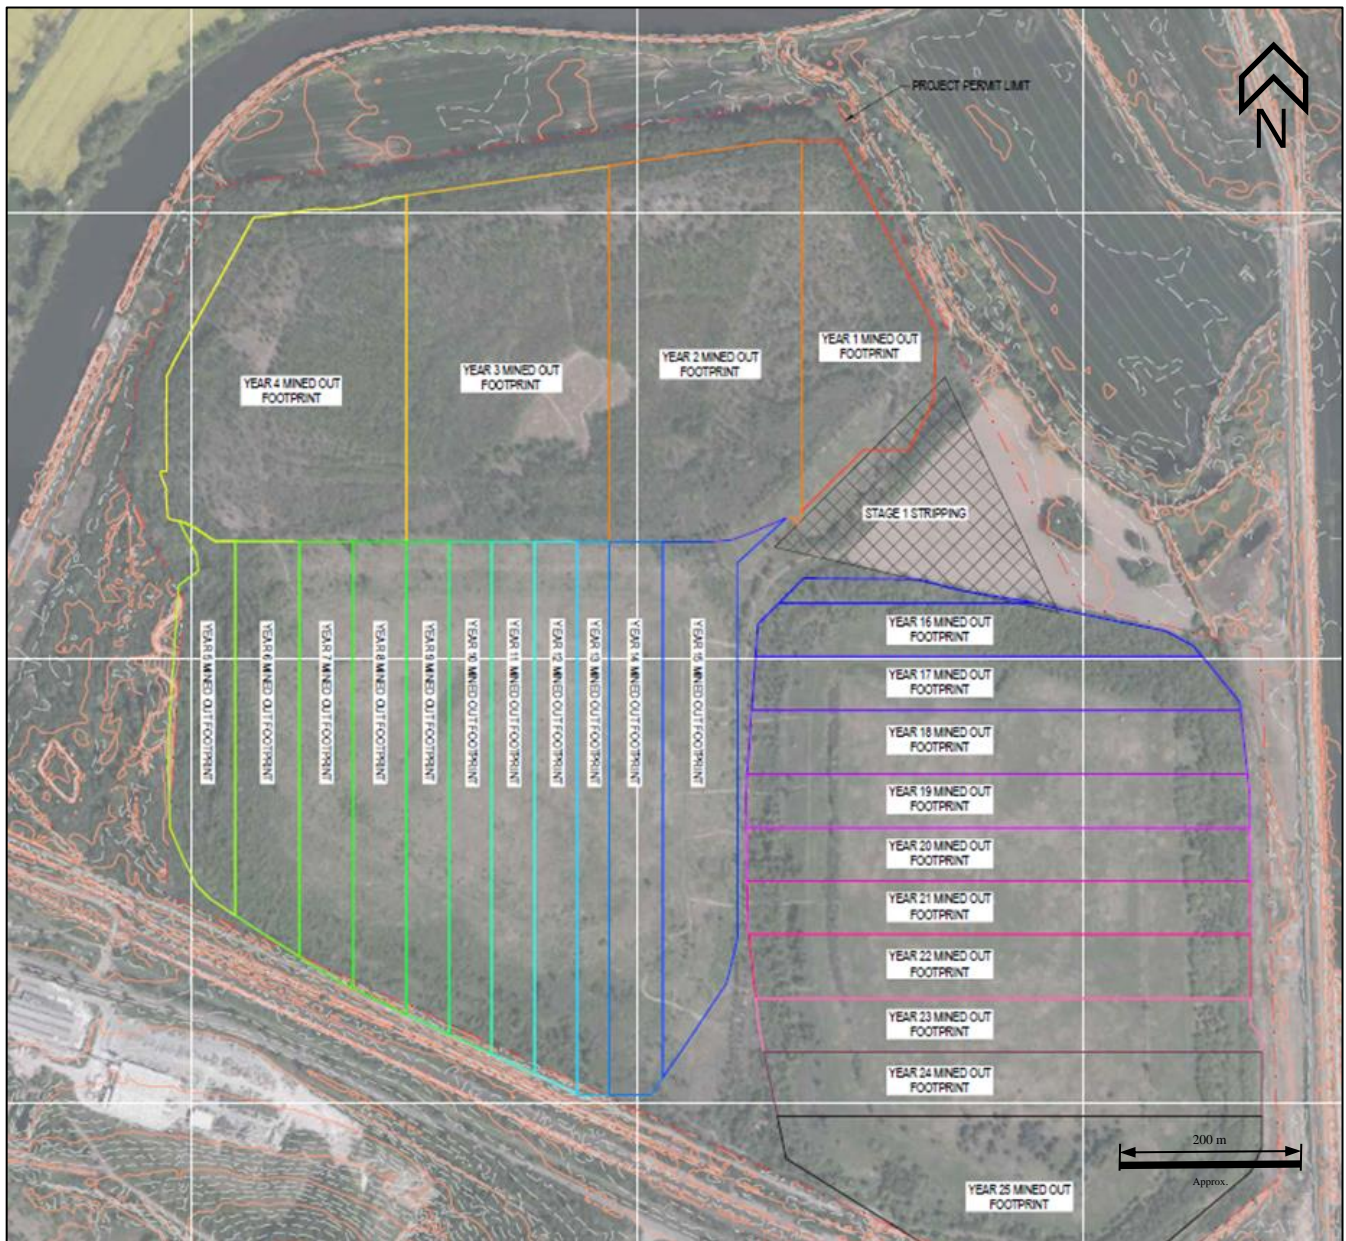 PROJECT PERMIT LIMIT
N
YEAR 1 MINED OUT
FOOTPRINT
YEAR 2 MINED OUT
FOOTPRINT
YEAR 3 MINED OUT
FOOTPRINT
YEAR 4 MINED OUT
FOOTPRINT
STAGE 1 STRIPPING
YEAR 5 MINED OUT FOOTPRINT
YEAR 6 MINED OUT FOOTPRINT
YEAR 7 MINED OUT FOOTPRINT
YEAR 8 MINED OUT FOOTPRINT
YEAR 9 MINED OUT FOOTPRINT
YEAR 10 MINED OUT FOOTPRINT
YEAR 11 MINED OUT FOOTPRINT
YEAR 12 MINED OUT FOOTPRINT
YEAR 13 MINED OUT FOOTPRINT
YEAR 14 MINED OUT FOOTPRINT
YEAR 15 MINED OUT FOOTPRINT
YEAR 16 MINED OUT
FOOTPRINT
YEAR 17 MINED OUT
FOOTPRINT
YEAR 18 MINED OUT
FOOTPRINT
YEAR 19 MINED OUT
FOOTPRINT
YEAR 20 MINED OUT
FOOTPRINT
YEAR 21 MINED OUT
FOOTPRINT
YEAR 22 MINED OUT
FOOTPRINT
YEAR 23 MINED OUT
FOOTPRINT
YEAR 24 MINED OUT
FOOTPRINT
YEAR 25 MINED OUT
FOOTPRINT
200 m
Approx.